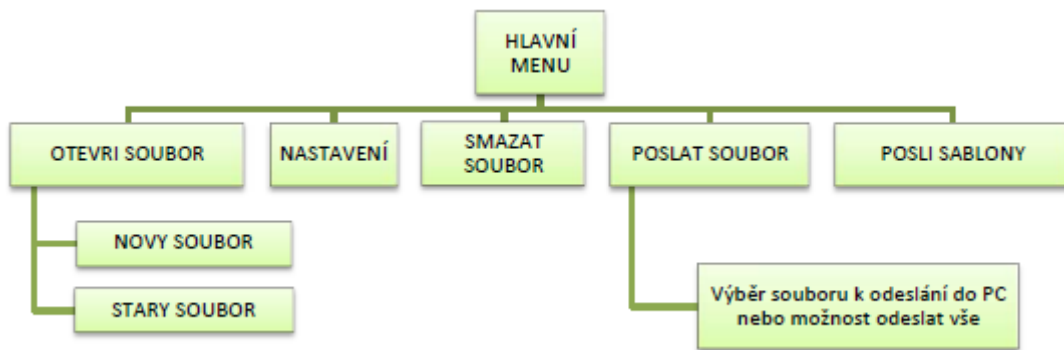 HLAVNÍ
MENU
OTEVRI SOUBOR
NASTAVENÍ
SMAZAT
SOUBOR
POSLAT SOUBOR
POSLI SABLONY
NOVY SOUBOR
STARY SOUBOR
Výběr souboru k odeslání do PC
nebo možnost odeslat vše